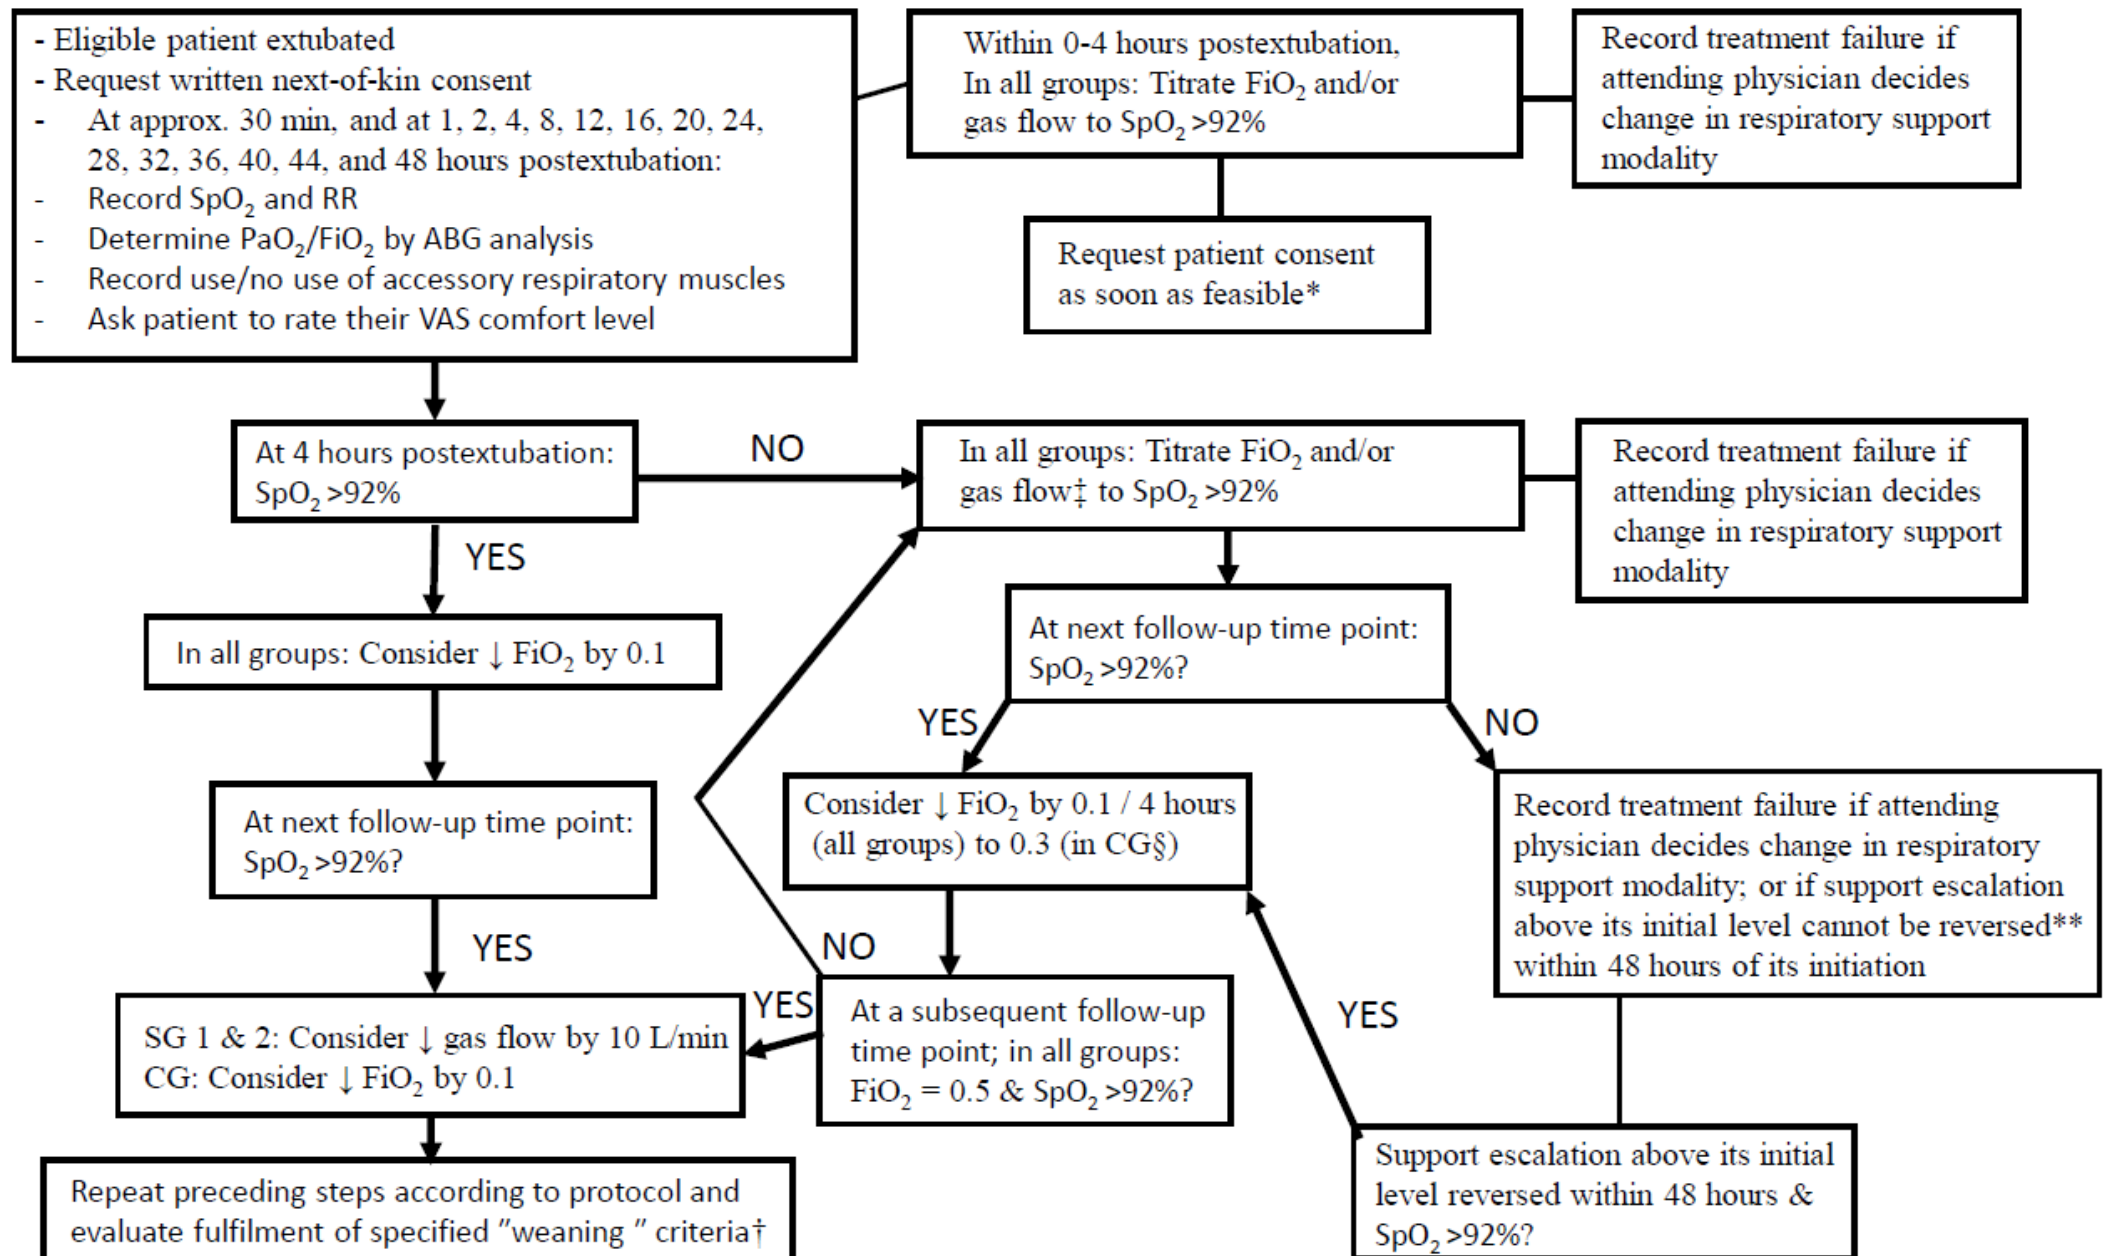 - Eligible patient extubated
- Request written next-of-kin consent
- At approx. 30 min, and at 1, 2, 4, 8, 12, 16, 20, 24,
28, 32, 36, 40, 44, and 48 hours postextubation:
- Record SpO₂ and RR
- Determine PaO₂/FiO₂ by ABG analysis
- Record use/no use of accessory respiratory muscles
- Ask patient to rate their VAS comfort level
Within 0-4 hours postextubation,
In all groups: Titrate FiO₂ and/or
gas flow to SpO₂ >92%
Record treatment failure if
attending physician decides
change in respiratory support
modality
Request patient consent
as soon as feasible*
At 4 hours postextubation:
SpO₂ >92%
NO
In all groups: Titrate FiO₂ and/or
gas flow‡ to SpO₂ >92%
Record treatment failure if
attending physician decides
change in respiratory support
modality
YES
In all groups: Consider ↓ FiO₂ by 0.1
At next follow-up time point:
SpO₂ >92%?
YES
NO
At next follow-up time point:
SpO₂ >92%?
Consider ↓ FiO₂ by 0.1 / 4 hours
(all groups) to 0.3 (in CG§)
Record treatment failure if attending
physician decides change in respiratory
support modality; or if support escalation
above its initial level cannot be reversed**
within 48 hours of its initiation
YES
NO
YES
At a subsequent follow-up
time point; in all groups:
FiO₂ = 0.5 & SpO₂ >92%?
YES
SG 1 & 2: Consider ↓ gas flow by 10 L/min
CG: Consider ↓ FiO₂ by 0.1
Support escalation above its initial
level reversed within 48 hours &
SpO₂ >92%?
Repeat preceding steps according to protocol and
evaluate fulfilment of specified ″weaning ″ criteria†